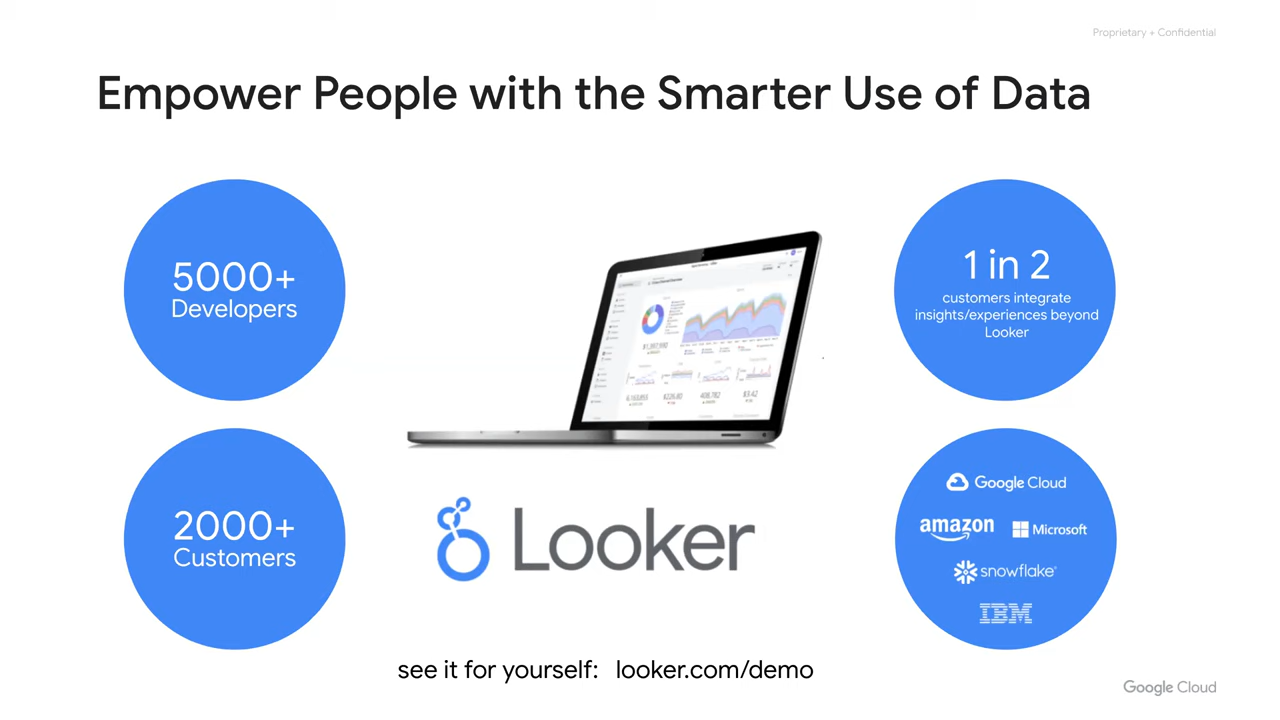 Proprietary + Confidential
Empower People with the Smarter Use of Data
5000+
Developers
1 in 2
customers integrate
insights/experiences beyond
Looker
2000+
Customers
Looker
Google Cloud
amazon
Microsoft
snowflake
IBM
see it for yourself: looker.com/demo
Google Cloud